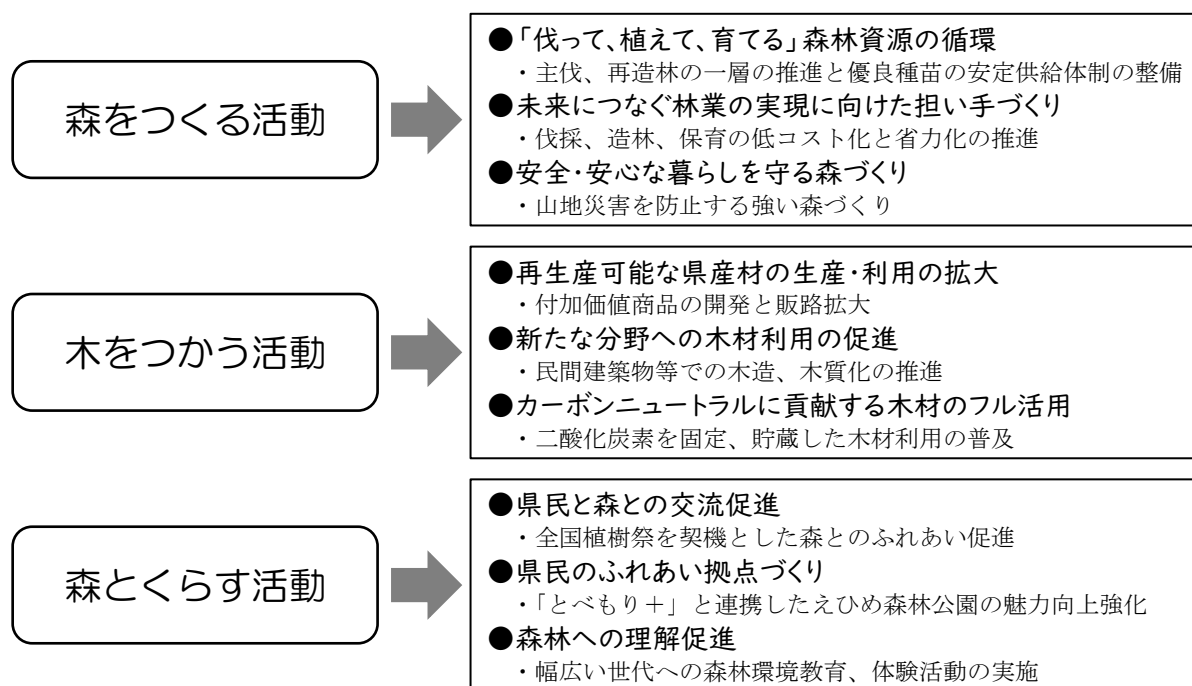 森をつくる活動
●「伐って、植えて、育てる」森林資源の循環
・主伐、再造林の一層の推進と優良種苗の安定供給体制の整備
●未来につなぐ林業の実現に向けた担い手づくり
・伐採、造林、保育の低コスト化と省力化の推進
●安全・安心な暮らしを守る森づくり
・山地災害を防止する強い森づくり
木をつかう活動
●再生産可能な県産材の生産・利用の拡大
・付加価値商品の開発と販路拡大
●新たな分野への木材利用の促進
・民間建築物等での木造、木質化の推進
●カーボンニュートラルに貢献する木材のフル活用
・二酸化炭素を固定、貯蔵した木材利用の普及
森とくらす活動
●県民と森との交流促進
・全国植樹祭を契機とした森とのふれあい促進
●県民のふれあい拠点づくり
・「とべもり＋」と連携したえひめ森林公園の魅力向上強化
●森林への理解促進
・幅広い世代への森林環境教育、体験活動の実施